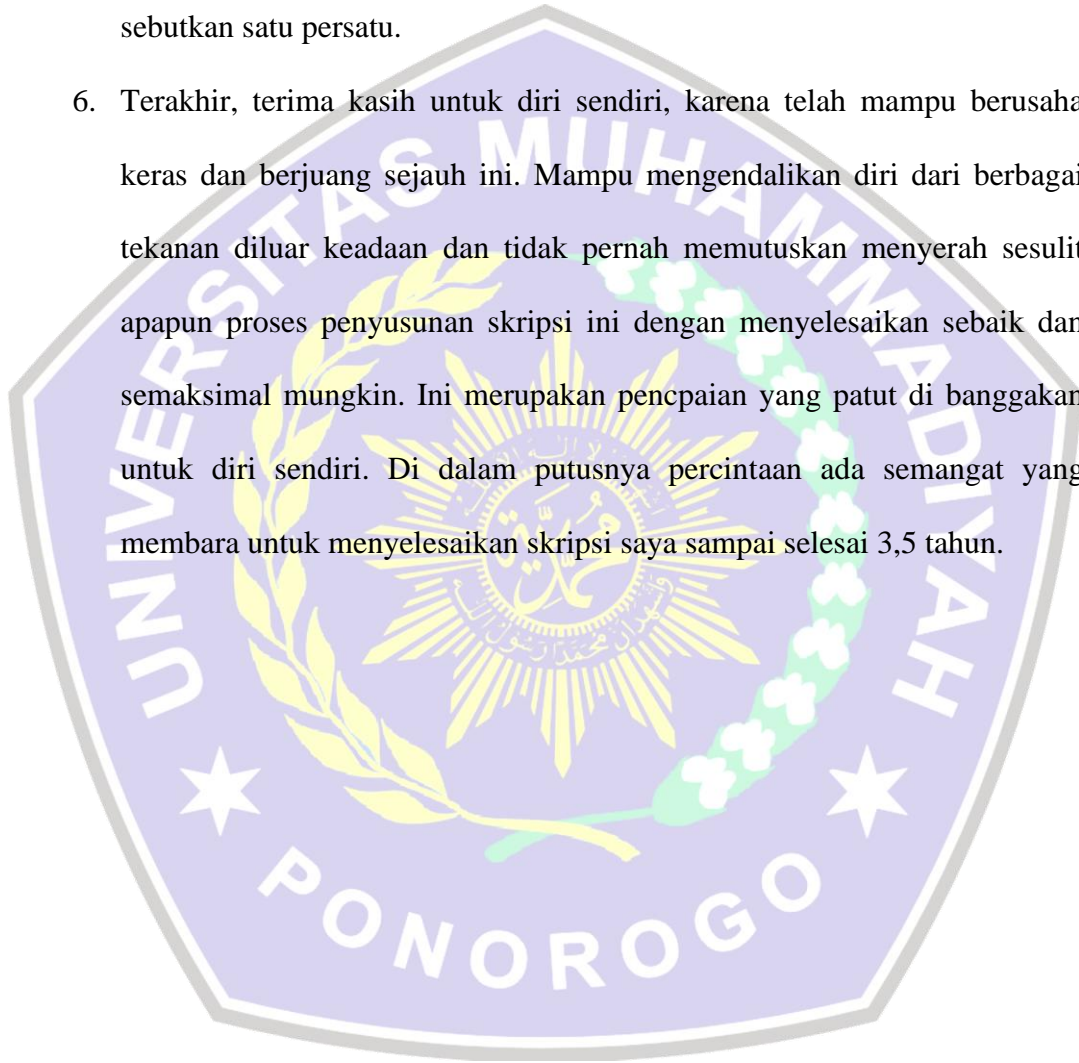 sebutkan satu persatu.
6. Terakhir, terima kasih untuk diri sendiri, karena telah mampu berusaha
keras dan berjuang sejauh ini. Mampu mengendalikan diri dari berbagai
tekanan diluar keadaan dan tidak pernah memutuskan menyerah sesulit
apapun proses penyusunan skripsi ini dengan menyelesaikan sebaik dan
semaksimal mungkin. Ini merupakan pencpaian yang patut di banggakan
untuk diri sendiri. Di dalam putusnya percintaan ada semangat yang
membara untuk menyelesaikan skripsi saya sampai selesai 3,5 tahun.
UNIVERSITAS MUHAMMADIYAH
PONOROGO